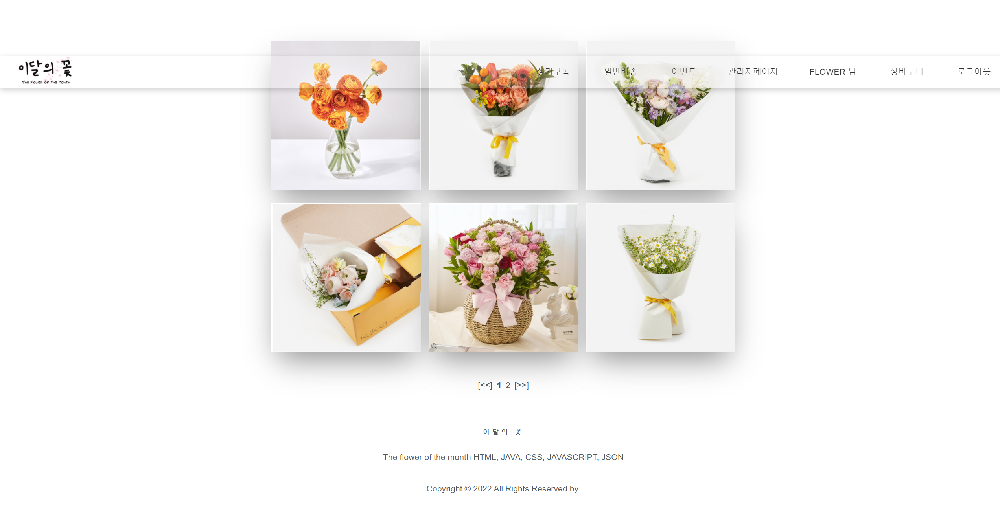 이달의 꽃
The Flower of the Month
정기구독 일반배송 이벤트 관리자페이지 FLOWER 님 장바구니 로그아웃
kukka
[<<] 1 2 [>>]
이달의 꽃
The flower of the month HTML, JAVA, CSS, JAVASCRIPT, JSON
Copyright © 2022 All Rights Reserved by.